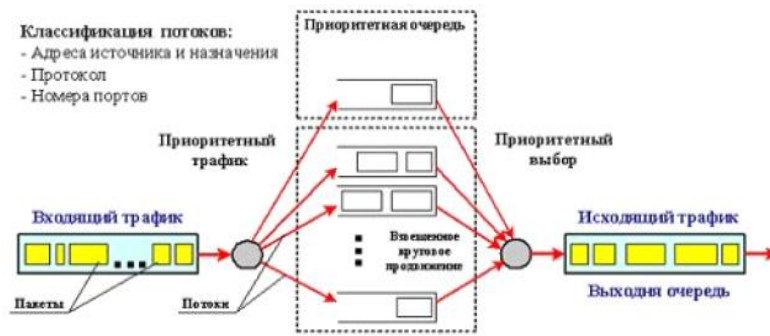 Классификация потоков:
- Адреса источника и назначения
- Протокол
- Номера портов
Приоритетная очередь
Приоритетный
трафик
Приоритетный
выбор
Входящий трафик
Исходящий трафик
Взвешенное
круговое
продвижение
Пакеты
Потоки
Выходня очередь